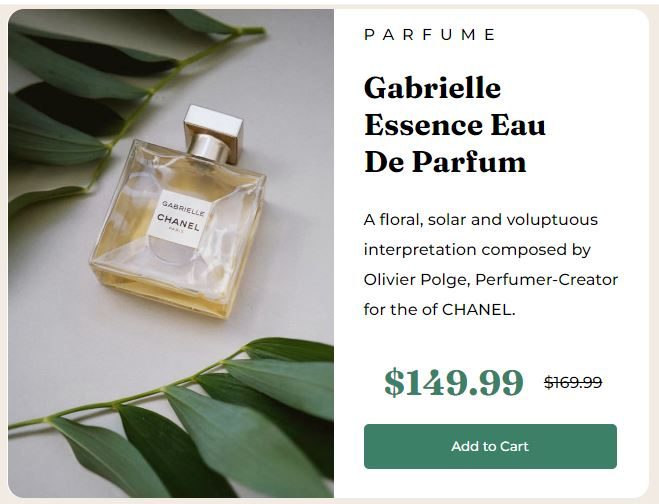 GABRIELLE
CHANEL
PARIS
PARFUME
Gabrielle
Essence Eau
De Parfum
A floral, solar and voluptuous
interpretation composed by
Olivier Polge, Perfumer-Creator
for the of CHANEL.
$149.99 $169.99
Add to Cart